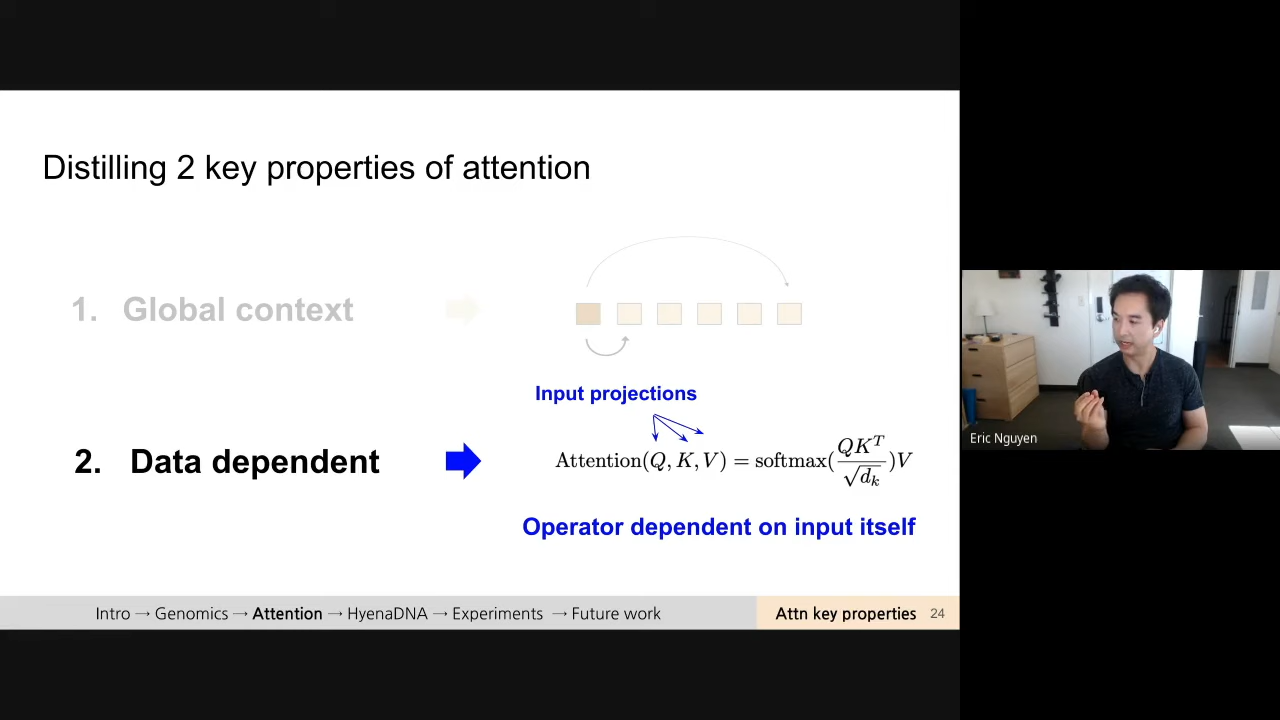 Distilling 2 key properties of attention
1. Global context
Input projections
2. Data dependent
Attention(Q, K, V) = softmax(QK^T / √d_k)V
Operator dependent on input itself
Eric Nguyen
Intro → Genomics → Attention → HyenaDNA → Experiments → Future work
Attn key properties 24